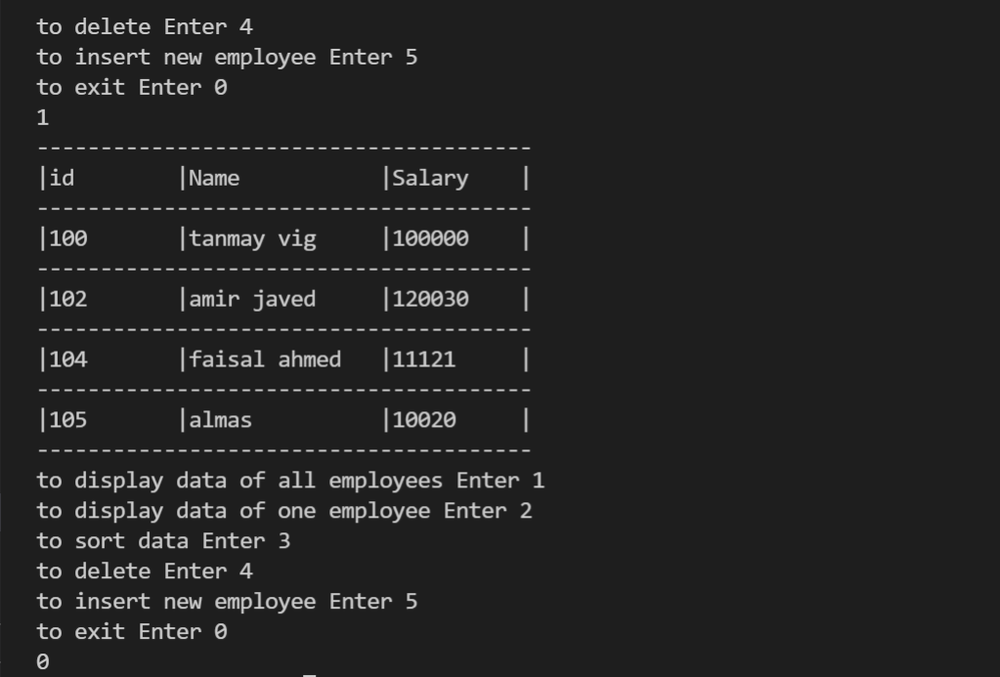 to delete Enter 4
to insert new employee Enter 5
to exit Enter 0
1
---------------------------------------
|id        |Name           |Salary    |
---------------------------------------
|100       |tanmay vig     |100000    |
---------------------------------------
|102       |amir javed     |120030    |
---------------------------------------
|104       |faisal ahmed   |11121     |
---------------------------------------
|105       |almas          |10020     |
---------------------------------------
to display data of all employees Enter 1
to display data of one employee Enter 2
to sort data Enter 3
to delete Enter 4
to insert new employee Enter 5
to exit Enter 0
0